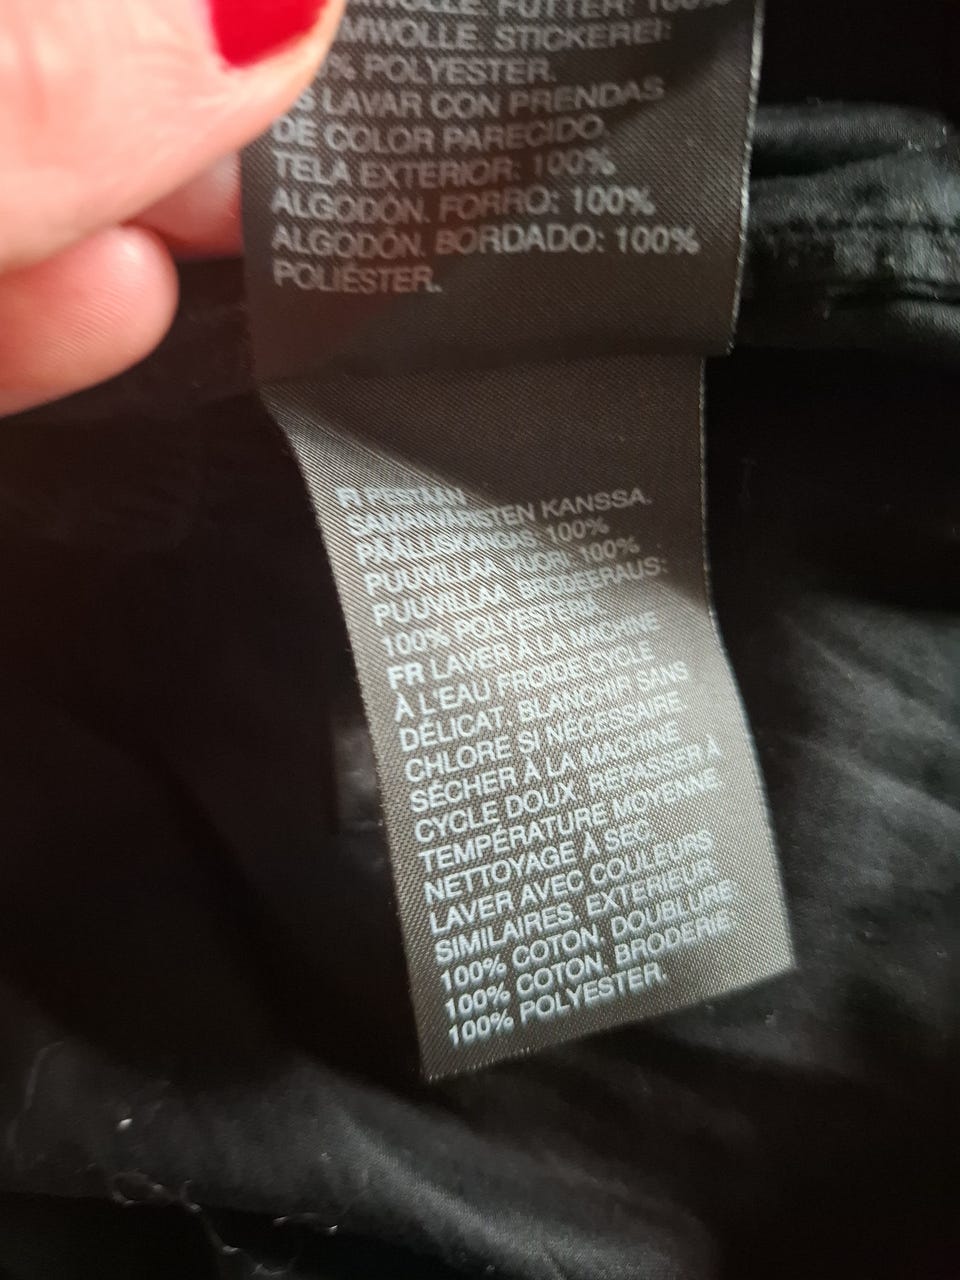 FUTTER: 100%
MWOLLE. STICKEREI:
% POLYESTER.
S LAVAR CON PRENDAS
DE COLOR PARECIDO.
TELA EXTERIOR: 100%
ALGODÓN. FORRO: 100%
ALGODÓN. BORDADO: 100%
POLIÉSTER.
FI PESTÄÄN
SAMANVÄRISTEN KANSSA.
PÄÄLLISKANGAS: 100%
PUUVILLAA. VUORI: 100%
PUUVILLAA. BRODEERAUS:
100% POLYESTERIÄ.
FR LAVER À LA MACHINE
À L'EAU FROIDE CYCLE
DÉLICAT. BLANCHIR SANS
CHLORE SI NÉCESSAIRE
SÉCHER À LA MACHINE
CYCLE DOUX. REPASSER À
TEMPÉRATURE MOYENNE.
NETTOYAGE À SEC.
LAVER AVEC COULEURS
SIMILAIRES. EXTERIEUR
100% COTON. DOUBLURE
100% COTON. BRODERIE:
100% POLYESTER.